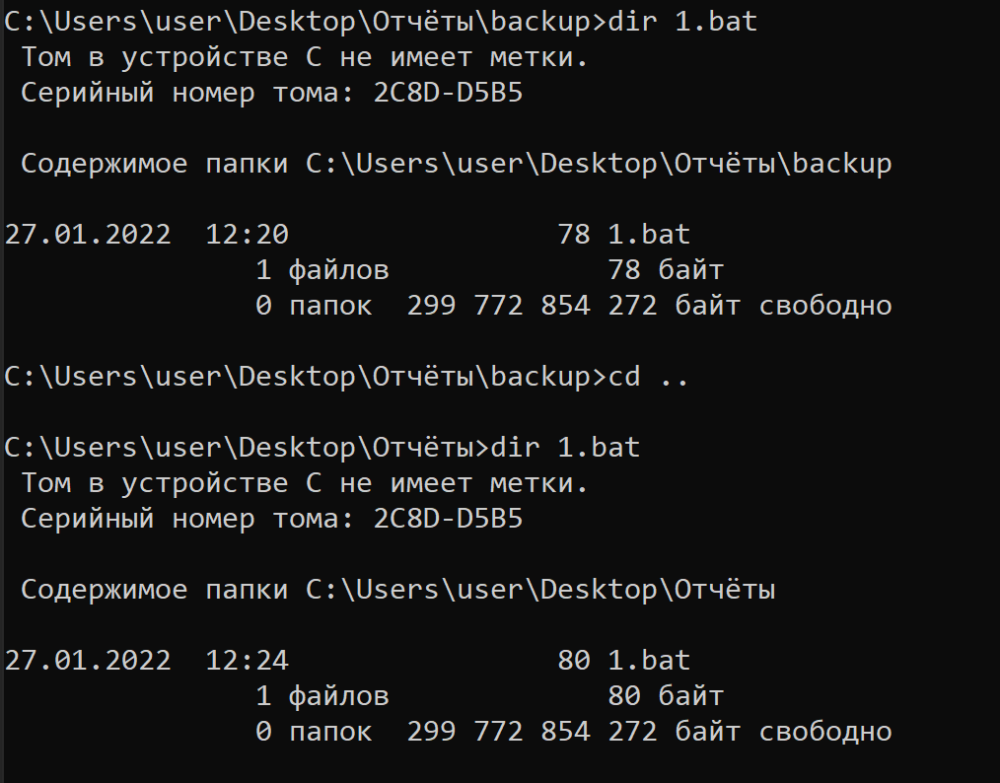 C:\Users\user\Desktop\Отчёты\backup>dir 1.bat
Том в устройстве C не имеет метки.
Серийный номер тома: 2C8D-D5B5
Содержимое папки C:\Users\user\Desktop\Отчёты\backup
27.01.2022  12:20                78 1.bat
1 файлов             78 байт
0 папок  299 772 854 272 байт свободно
C:\Users\user\Desktop\Отчёты\backup>cd ..
C:\Users\user\Desktop\Отчёты>dir 1.bat
Том в устройстве C не имеет метки.
Серийный номер тома: 2C8D-D5B5
Содержимое папки C:\Users\user\Desktop\Отчёты
27.01.2022  12:24                80 1.bat
1 файлов             80 байт
0 папок  299 772 854 272 байт свободно